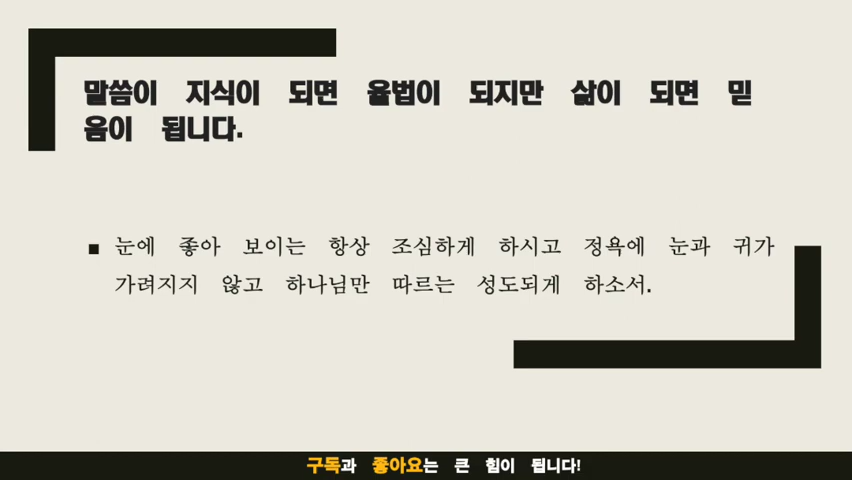 말씀이 지식이 되면 율법이 되지만 삶이 되면 믿
음이 됩니다.
■ 눈에 좋아 보이는 항상 조심하게 하시고 정욕에 눈과 귀가
가려지지 않고 하나님만 따르는 성도되게 하소서.
구독과 좋아요는 큰 힘이 됩니다!